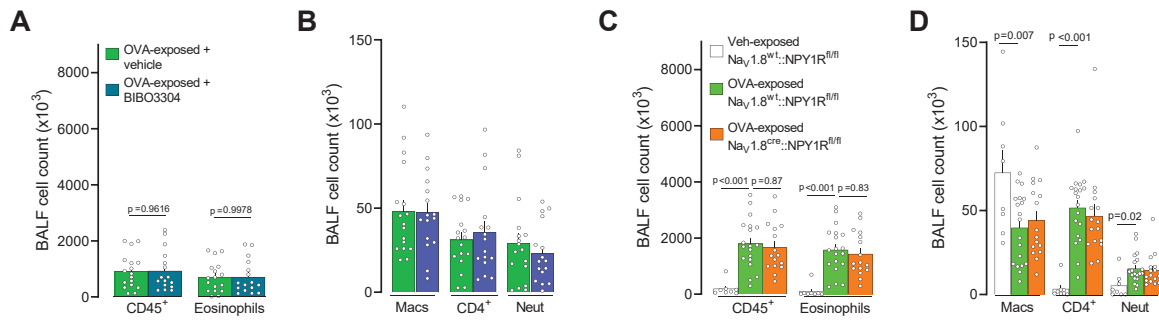 A
BALF cell count (x10³)
8000
6000
4000
2000
0
OVA-exposed +
vehicle
OVA-exposed +
BIBO3304
p =0.9616
p =0.9978
CD45⁺
Eosinophils
B
BALF cell count (x10³)
150
100
50
0
Macs
CD4⁺
Neut
C
BALF cell count (x10³)
8000
6000
4000
2000
0
Veh-exposed
Naᵥ1.8ʷᵗ::NPY1Rᶠˡ/ᶠˡ
OVA-exposed
Naᵥ1.8ʷᵗ::NPY1Rᶠˡ/ᶠˡ
OVA-exposed
Naᵥ1.8ᶜʳᵉ::NPY1Rᶠˡ/ᶠˡ
p <0.001
p =0.87
p <0.001
p =0.83
CD45⁺
Eosinophils
D
BALF cell count (x10³)
150
100
50
0
p=0.007
p <0.001
p =0.02
Macs
CD4⁺
Neut